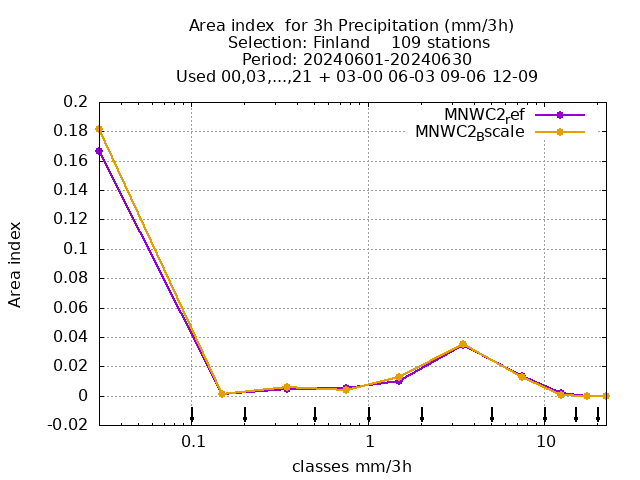 Area index  for 3h Precipitation (mm/3h)
Selection: Finland    109 stations
Period: 20240601-20240630
Used 00,03,...,21 + 03-00 06-03 09-06 12-09
MNWC2_ref
MNWC2_Bscale
0.2
0.18
0.16
0.14
0.12
0.1
0.08
0.06
0.04
0.02
0
-0.02
Area index
0.1
1
10
classes mm/3h